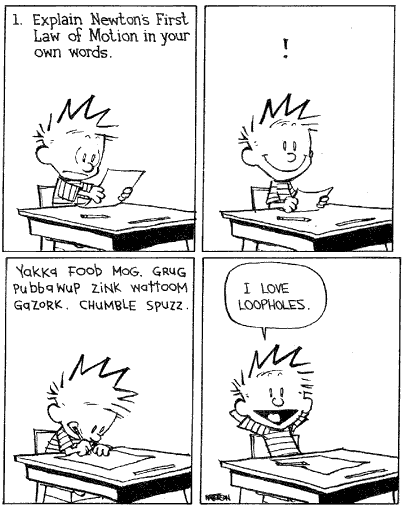 1. Explain Newton's First
Law of Motion in your
own words.
!
Yakka foob mog. Grug
pubbawup zink wattoom
gazork. Chumble spuzz.
I LOVE
LOOPHOLES.